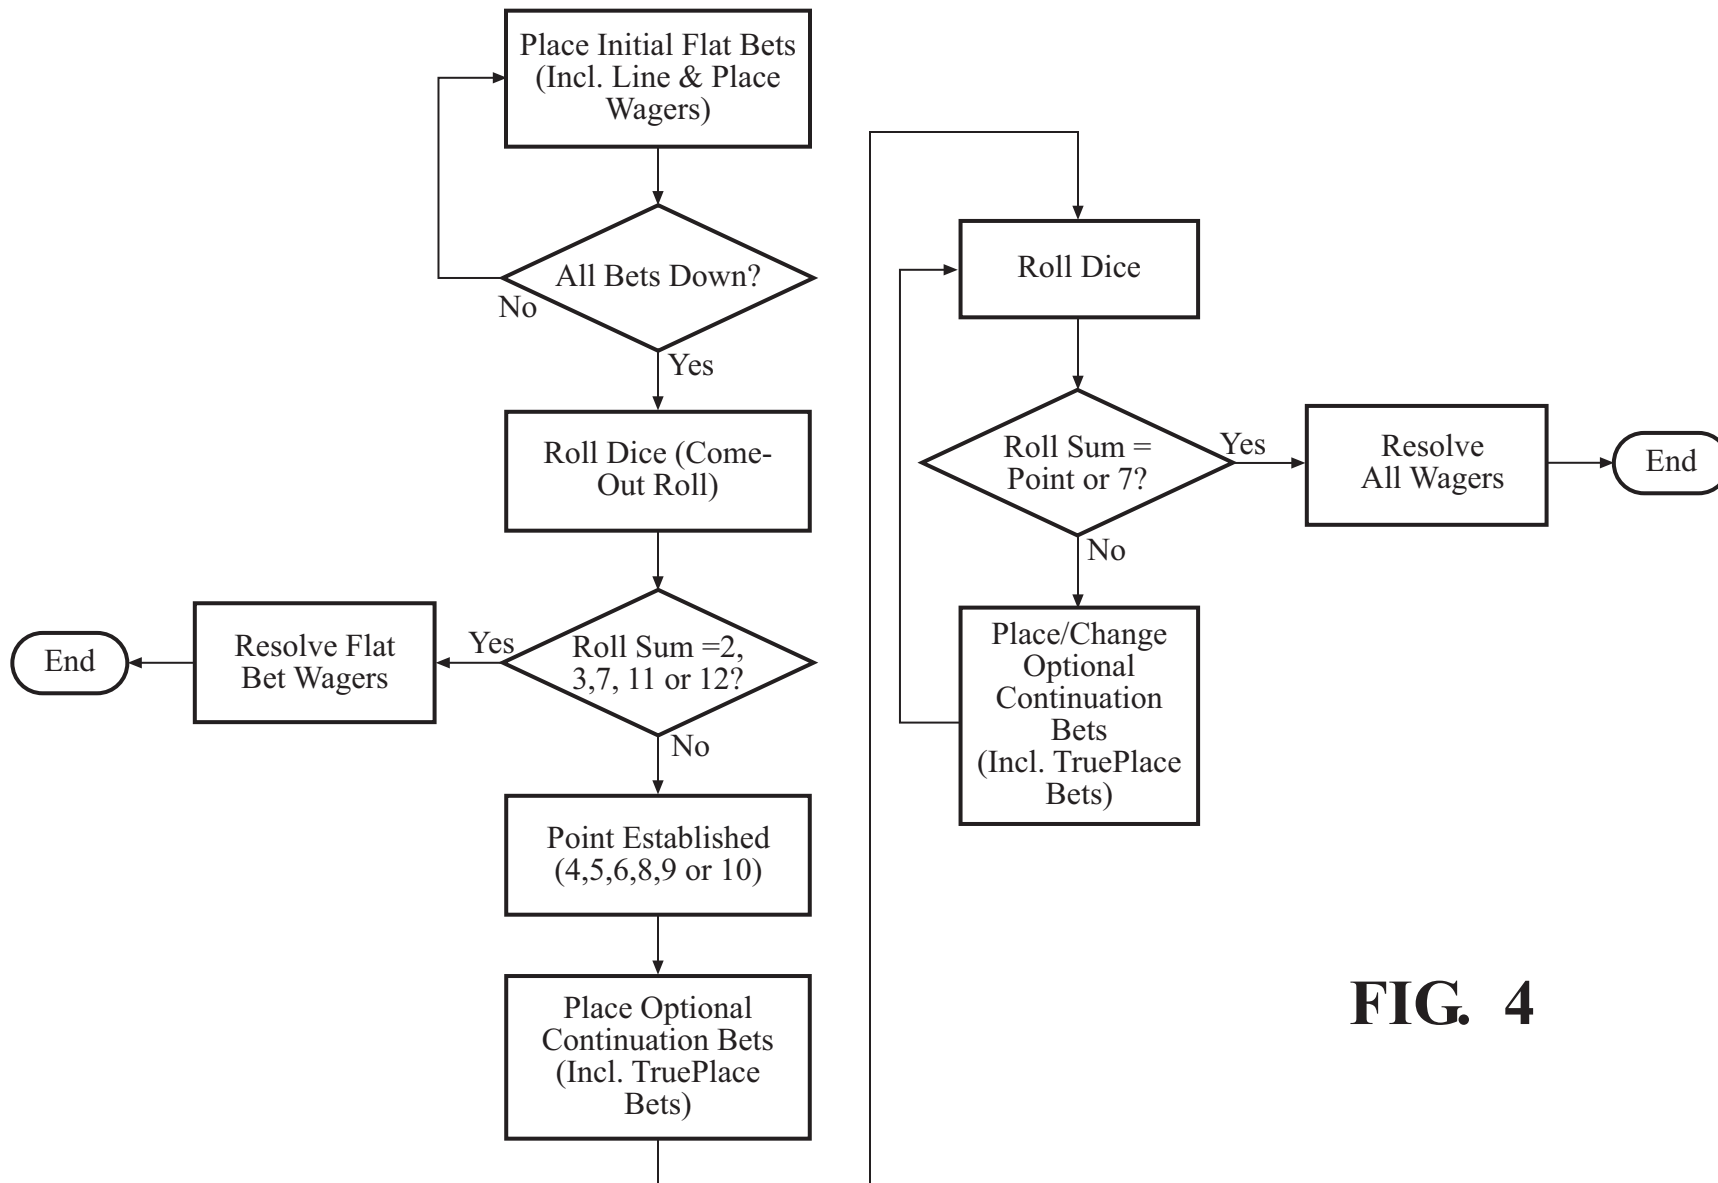 Place Initial Flat Bets
(Incl. Line & Place
Wagers)
All Bets Down?
No
Yes
Roll Dice (Come-
Out Roll)
Roll Sum =2,
3,7, 11 or 12?
Yes
Resolve Flat
Bet Wagers
End
No
Point Established
(4,5,6,8,9 or 10)
Place Optional
Continuation Bets
(Incl. TruePlace
Bets)
Roll Dice
Roll Sum =
Point or 7?
Yes
Resolve
All Wagers
End
No
Place/Change
Optional
Continuation
Bets
(Incl. TruePlace
Bets)
FIG. 4